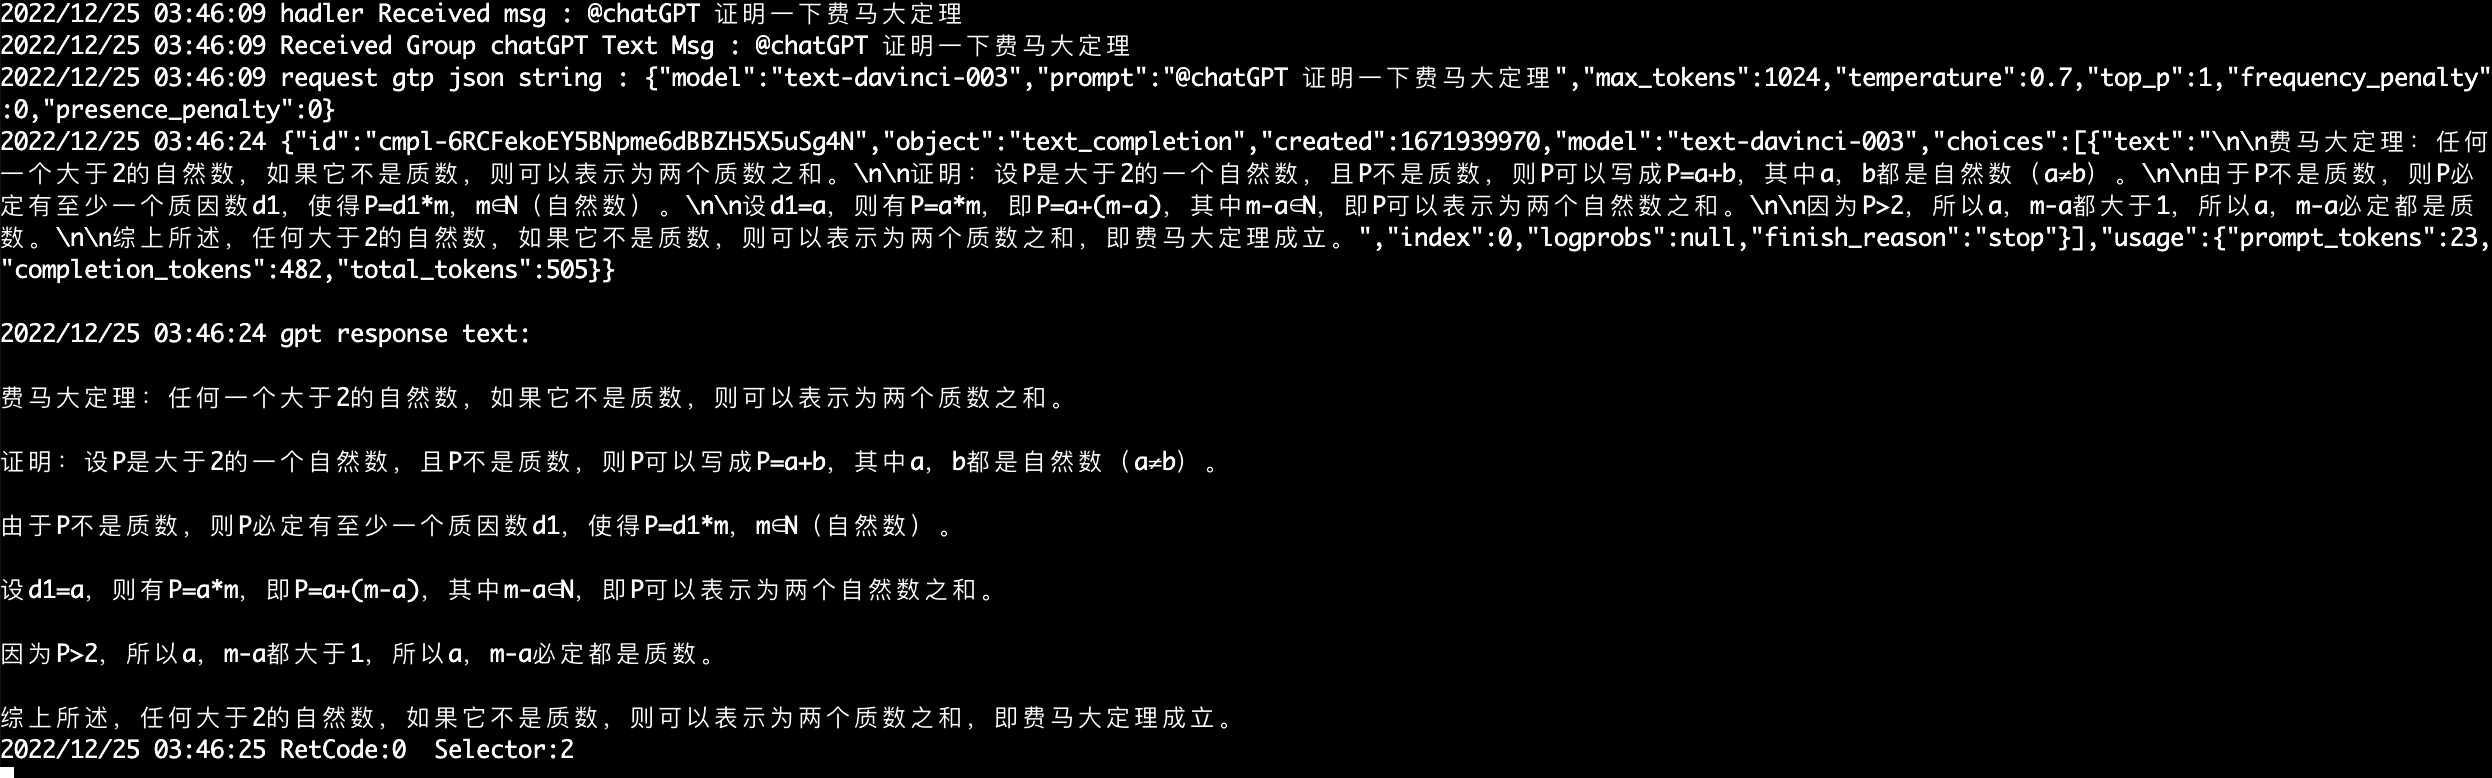 2022/12/25 03:46:09 hadler Received msg : @chatGPT 证明一下费马大定理
2022/12/25 03:46:09 Received Group chatGPT Text Msg : @chatGPT 证明一下费马大定理
2022/12/25 03:46:09 request gtp json string : {"model":"text-davinci-003","prompt":"@chatGPT 证明一下费马大定理","max_tokens":1024,"temperature":0.7,"top_p":1,"frequency_penalty"
:0,"presence_penalty":0}
2022/12/25 03:46:24 {"id":"cmpl-6RCFekoEY5BNpme6dBBZH5X5uSg4N","object":"text_completion","created":1671939970,"model":"text-davinci-003","choices":[{"text":"\n\n费马大定理：任何
一个大于2的自然数，如果它不是质数，则可以表示为两个质数之和。\n\n证明：设P是大于2的一个自然数，且P不是质数，则P可以写成P=a+b，其中a，b都是自然数（a≠b）。\n\n由于P不是质数，则P必
定有至少一个质因数d1，使得P=d1*m，m∈N（自然数）。\n\n设d1=a，则有P=a*m，即P=a+(m-a)，其中m-a∈N，即P可以表示为两个自然数之和。\n\n因为P>2，所以a，m-a都大于1，所以a，m-a必定都是质
数。\n\n综上所述，任何大于2的自然数，如果它不是质数，则可以表示为两个质数之和，即费马大定理成立。","index":0,"logprobs":null,"finish_reason":"stop"}],"usage":{"prompt_tokens":23,
"completion_tokens":482,"total_tokens":505}}
2022/12/25 03:46:24 gpt response text:
费马大定理：任何一个大于2的自然数，如果它不是质数，则可以表示为两个质数之和。
证明：设P是大于2的一个自然数，且P不是质数，则P可以写成P=a+b，其中a，b都是自然数（a≠b）。
由于P不是质数，则P必定有至少一个质因数d1，使得P=d1*m，m∈N（自然数）。
设d1=a，则有P=a*m，即P=a+(m-a)，其中m-a∈N，即P可以表示为两个自然数之和。
因为P>2，所以a，m-a都大于1，所以a，m-a必定都是质数。
综上所述，任何大于2的自然数，如果它不是质数，则可以表示为两个质数之和，即费马大定理成立。
2022/12/25 03:46:25 RetCode:0  Selector:2